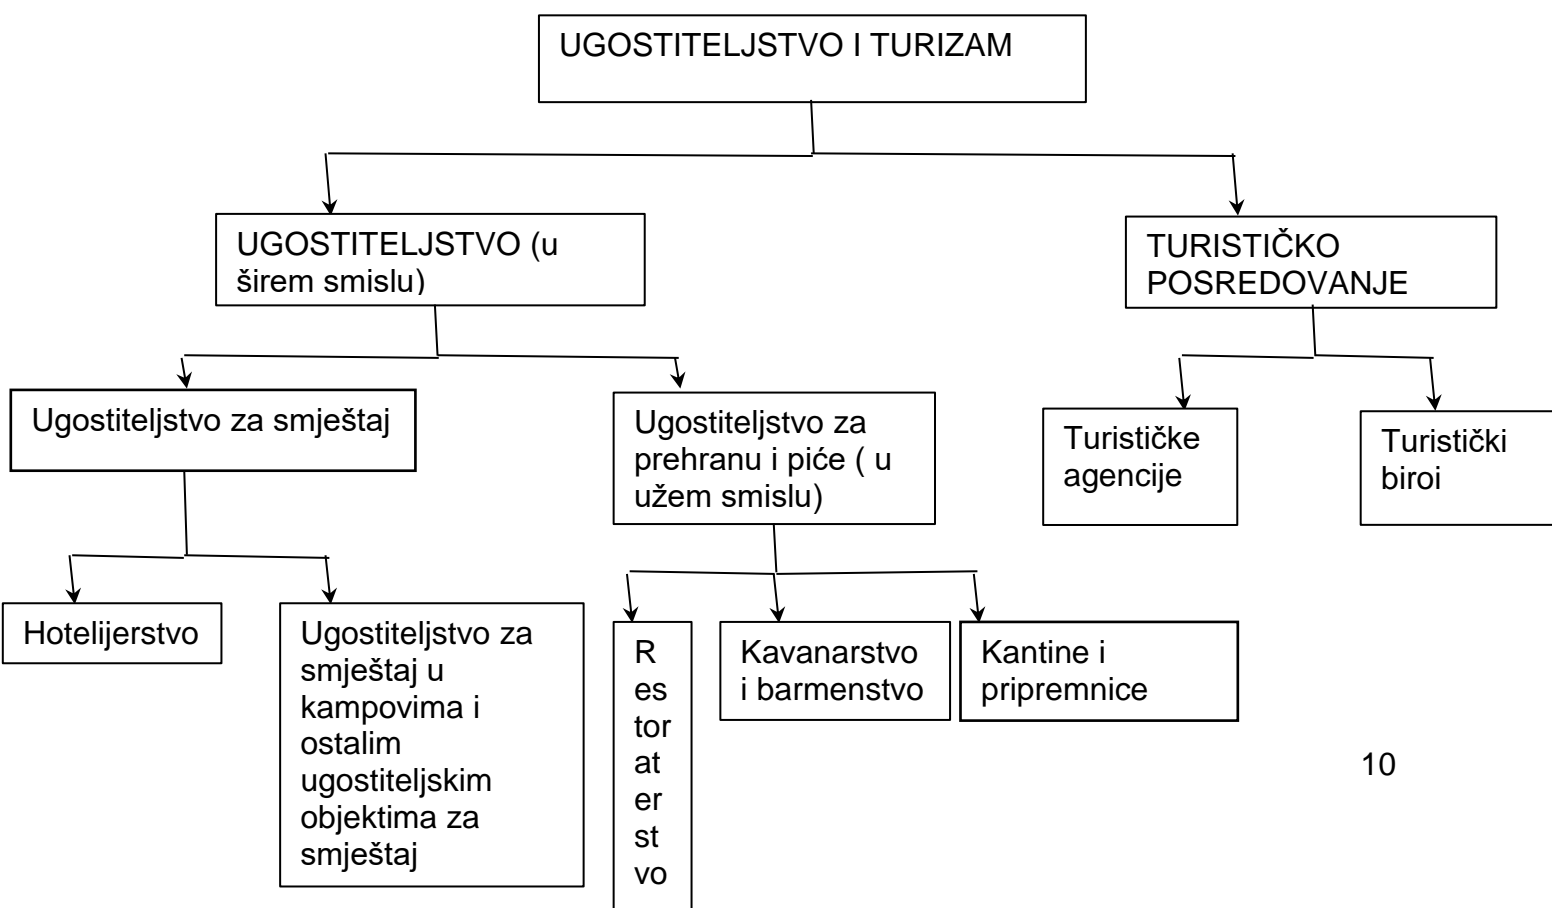 UGOSTITELJSTVO I TURIZAM
UGOSTITELJSTVO (u
širem smislu)
TURISTIČKO
POSREDOVANJE
Ugostiteljstvo za smještaj
Ugostiteljstvo za
prehranu i piće ( u
užem smislu)
Turističke
agencije
Turistički
biroi
Hotelijerstvo
Ugostiteljstvo za
smještaj u
kampovima i
ostalim
ugostiteljskim
objektima za
smještaj
R
es
tor
at
er
st
vo
Kavanarstvo
i barmenstvo
Kantine i
pripremnice
10